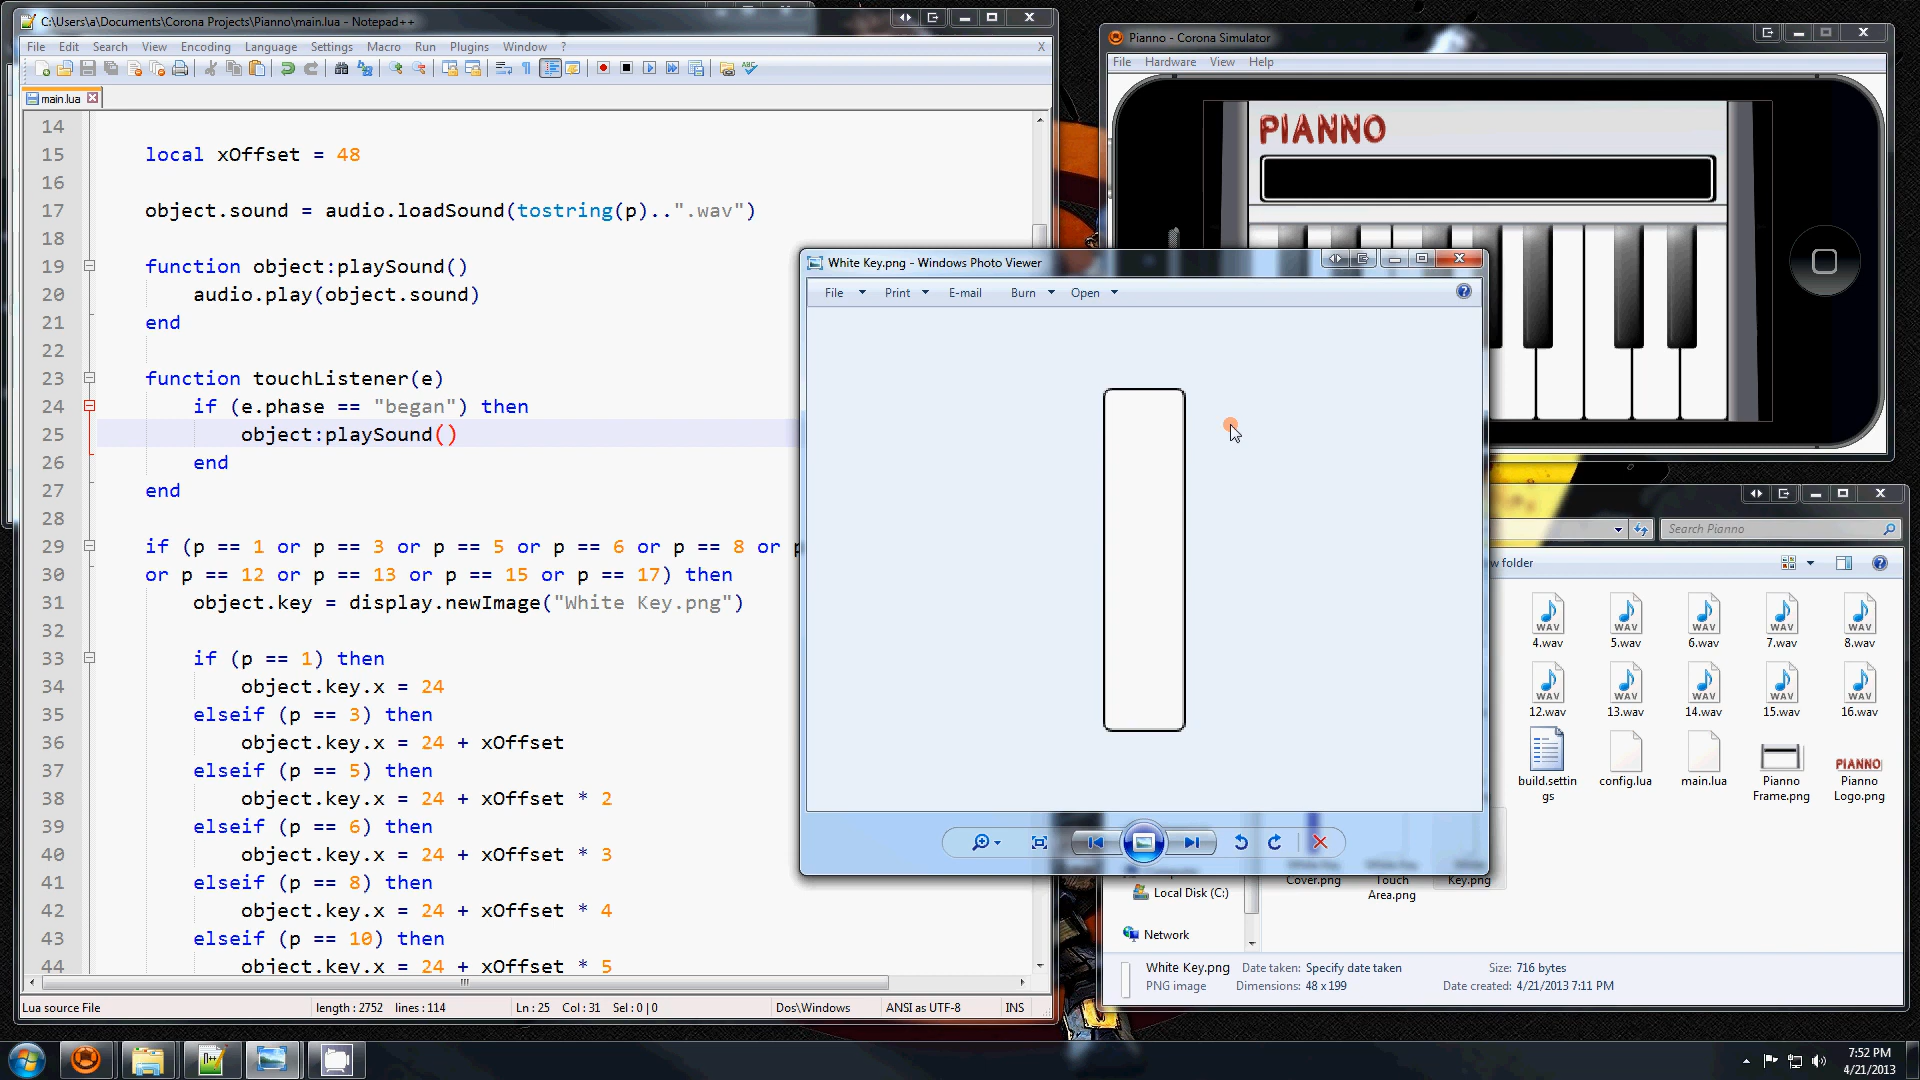 C:\Users\a\Documents\Corona Projects\Pianno\main.lua - Notepad++
File Edit Search View Encoding Language Settings Macro Run Plugins Window ? X
main.lua
14
15 local xOffset = 48
16
17 object.sound = audio.loadSound(tostring(p)..".wav")
18
19 function object:playSound()
20 audio.play(object.sound)
21 end
22
23 function touchListener(e)
24 if (e.phase == "began") then
25 object:playSound()
26 end
27 end
28
29 if (p == 1 or p == 3 or p == 5 or p == 6 or p == 8 or p
30 or p == 12 or p == 13 or p == 15 or p == 17) then
31 object.key = display.newImage("White Key.png")
32
33 if (p == 1) then
34 object.key.x = 24
35 elseif (p == 3) then
36 object.key.x = 24 + xOffset
37 elseif (p == 5) then
38 object.key.x = 24 + xOffset * 2
39 elseif (p == 6) then
40 object.key.x = 24 + xOffset * 3
41 elseif (p == 8) then
42 object.key.x = 24 + xOffset * 4
43 elseif (p == 10) then
44 object.key.x = 24 + xOffset * 5
Lua source File length : 2752 lines : 114 Ln : 25 Col : 31 Sel : 0 | 0 Dos\Windows ANSI as UTF-8 INS
Pianno - Corona Simulator
File Hardware View Help
PIANNO
White Key.png - Windows Photo Viewer
File Print E-mail Burn Open
Search Pianno
w folder
4.wav 5.wav 6.wav 7.wav 8.wav
12.wav 13.wav 14.wav 15.wav 16.wav
PIANNO
build.settings config.lua main.lua Pianno Frame.png Pianno Logo.png
Cover.png Touch Area.png Key.png
Local Disk (C:)
Network
White Key.png Date taken: Specify date taken Size: 716 bytes
PNG image Dimensions: 48 x 199 Date created: 4/21/2013 7:11 PM
7:52 PM
4/21/2013